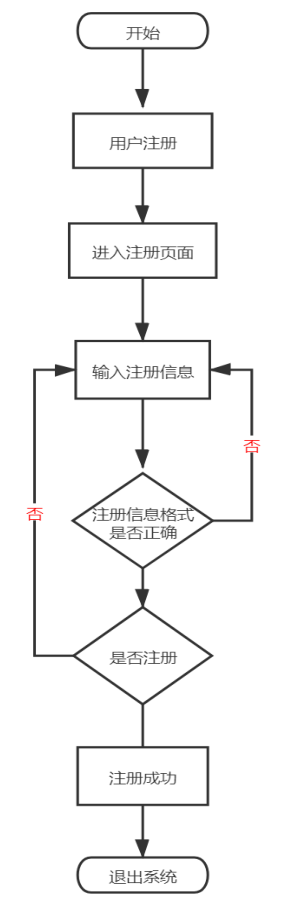 开始
用户注册
进入注册页面
输入注册信息
否
否
注册信息格式
是否正确
是否注册
注册成功
退出系统